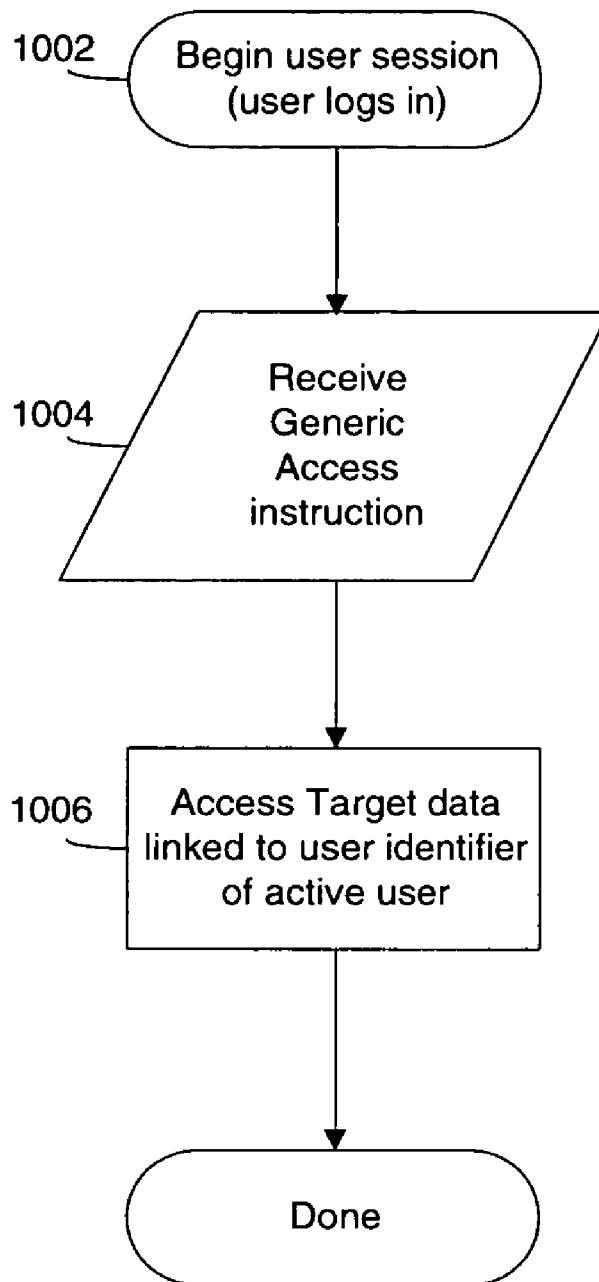 1002
Begin user session
(user logs in)
1004
Receive
Generic
Access
instruction
1006
Access Target data
linked to user identifier
of active user
Done